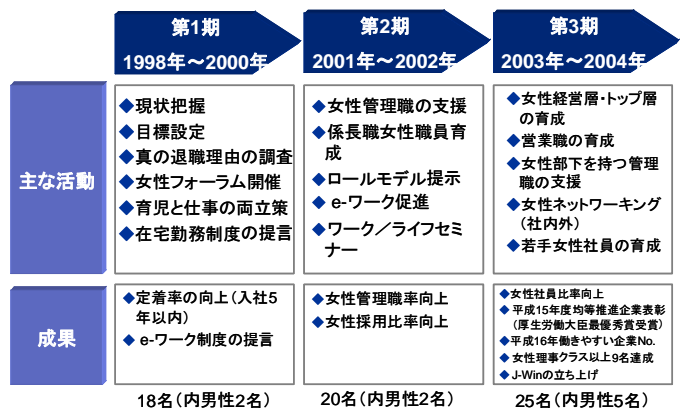 第1期
1998年～2000年
第2期
2001年～2002年
第3期
2003年～2004年
主な活動
◆現状把握
◆目標設定
◆真の退職理由の調査
◆女性フォーラム開催
◆育児と仕事の両立策
◆在宅勤務制度の提言
◆女性管理職の支援
◆係長職女性職員育
成
◆ロールモデル提示
◆e-ワーク促進
◆ワーク／ライフセミ
ナー
◆女性経営層・トップ層
の育成
◆営業職の育成
◆女性部下を持つ管理
職の支援
◆女性ネットワーキング
（社内外）
◆若手女性社員の育成
成果
◆定着率の向上（入社5
年以内）
◆e-ワーク制度の提言
◆女性管理職率向上
◆女性採用比率向上
◆女性社員比率向上
◆平成15年度均等推進企業表彰
（厚生労働大臣最優秀賞受賞）
◆平成16年働きやすい企業No.
◆女性理事クラス以上9名達成
◆J-Winの立ち上げ
18名（内男性2名）
20名（内男性2名）
25名（内男性5名）